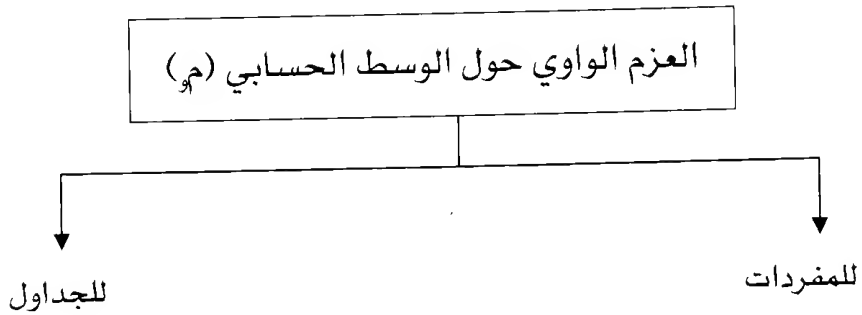 العزم الواوي حول الوسط الحسابي (مو)
للمفردات
للجداول